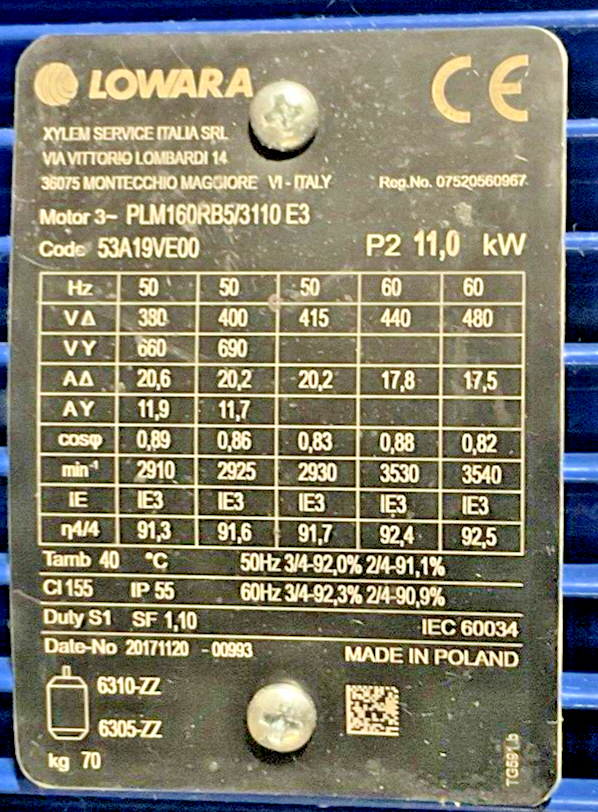 LOWARA
CE
XYLEM SERVICE ITALIA SRL
VIA VITTORIO LOMBARDI 14
36075 MONTECCHIO MAGGIORE VI - ITALY
Reg.No. 07520560967
Motor 3~ PLM160RB5/3110 E3
Code 53A19VE00 P2 11,0 kW
Hz 50 50 50 60 60
V Δ 380 400 415 440 480
V Y 660 690
A Δ 20,6 20,2 20,2 17,8 17,5
A Y 11,9 11,7
cosφ 0,89 0,86 0,83 0,88 0,82
min⁻¹ 2910 2925 2930 3530 3540
IE IE3 IE3 IE3 IE3 IE3
η4/4 91,3 91,6 91,7 92,4 92,5
Tamb 40 °C 50Hz 3/4-92,0% 2/4-91,1%
Cl 155 IP 55 60Hz 3/4-92,3% 2/4-90,9%
Duty S1 SF 1,10
IEC 60034
Date-No 20171120 - 00993
MADE IN POLAND
6310-ZZ
6305-ZZ
kg 70